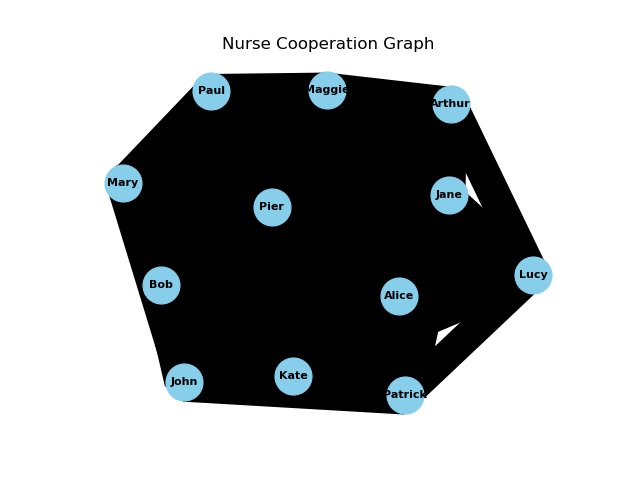 Nurse Cooperation Graph
Paul
Maggie
Arthur
Mary
Jane
Pier
Lucy
Bob
Alice
Kate
John
Patrick